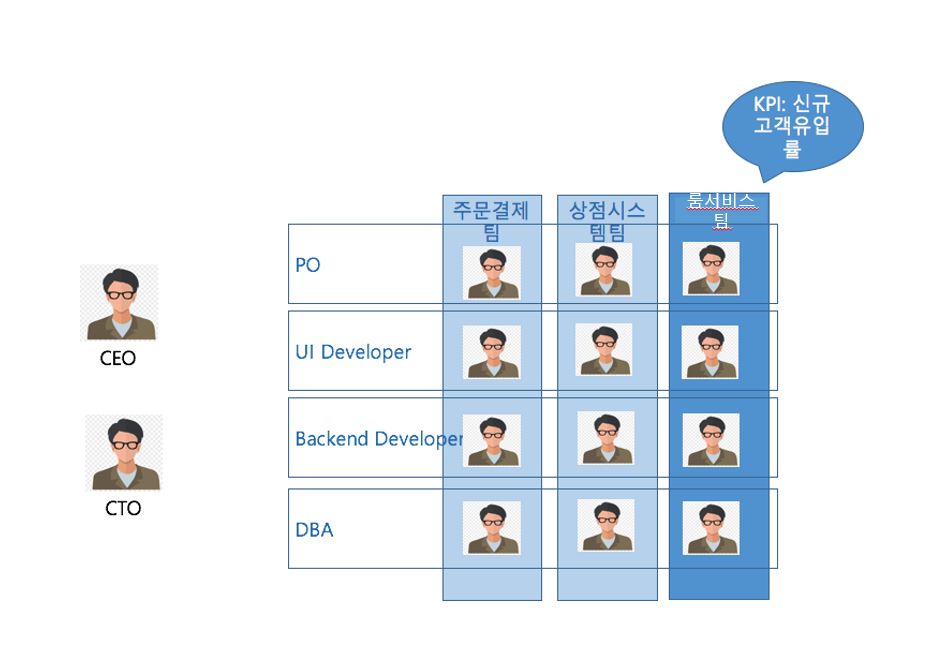 KPI: 신규
고객유입
률
주문결제
팀
상점시스
템팀
룸서비스
팀
PO
UI Developer
Backend Developer
DBA
CEO
CTO